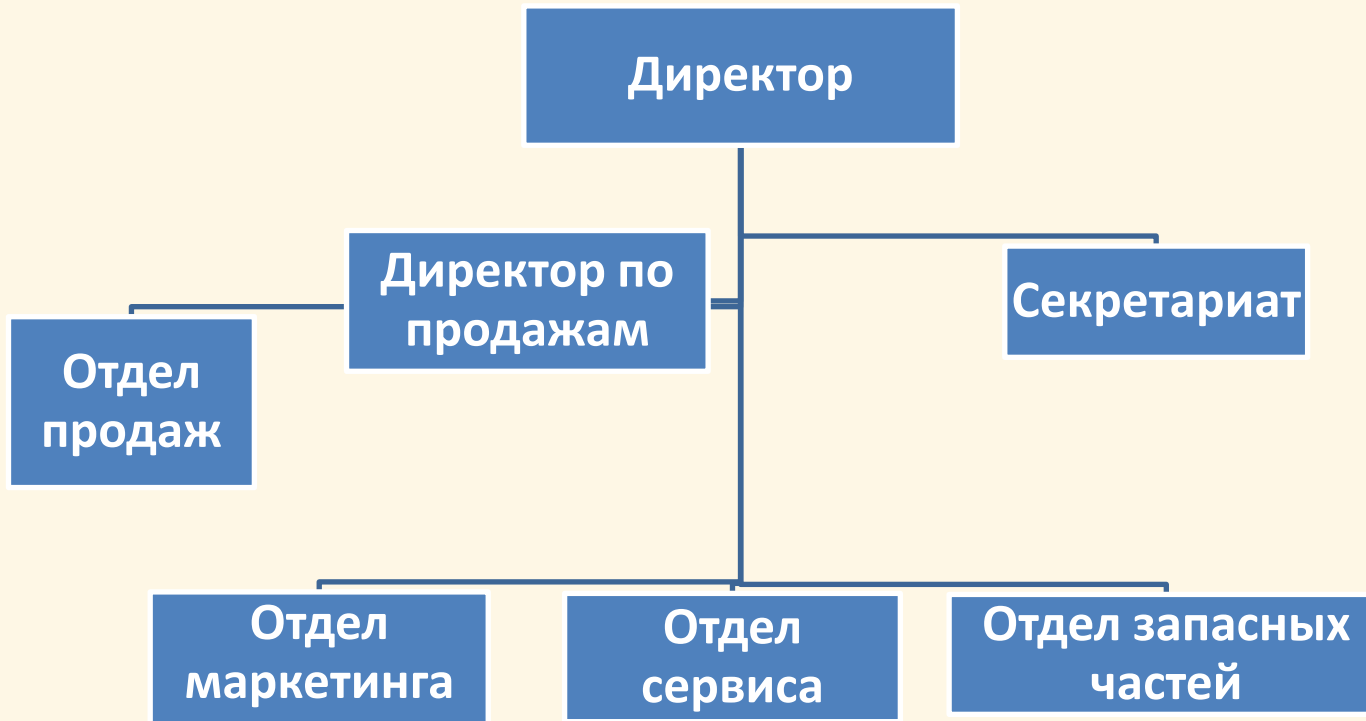 Директор
Директор по
продажам
Секретариат
Отдел
продаж
Отдел
маркетинга
Отдел
сервиса
Отдел запасных
частей